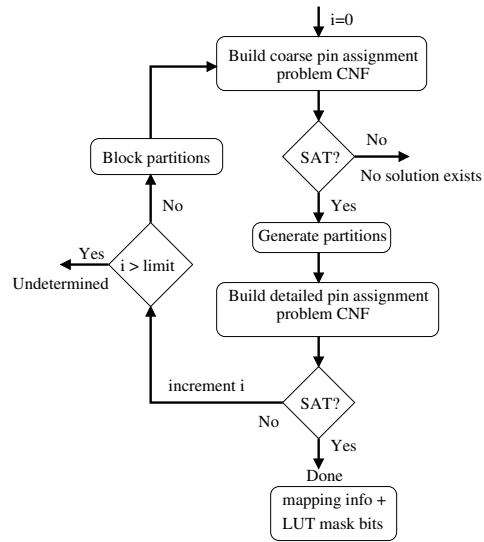 i=0
Build coarse pin assignment
problem CNF
Block partitions
SAT?
No
No solution exists
Yes
No
Generate partitions
Yes
i > limit
Undetermined
Build detailed pin assignment
problem CNF
increment i
SAT?
No
Yes
Done
mapping info +
LUT mask bits